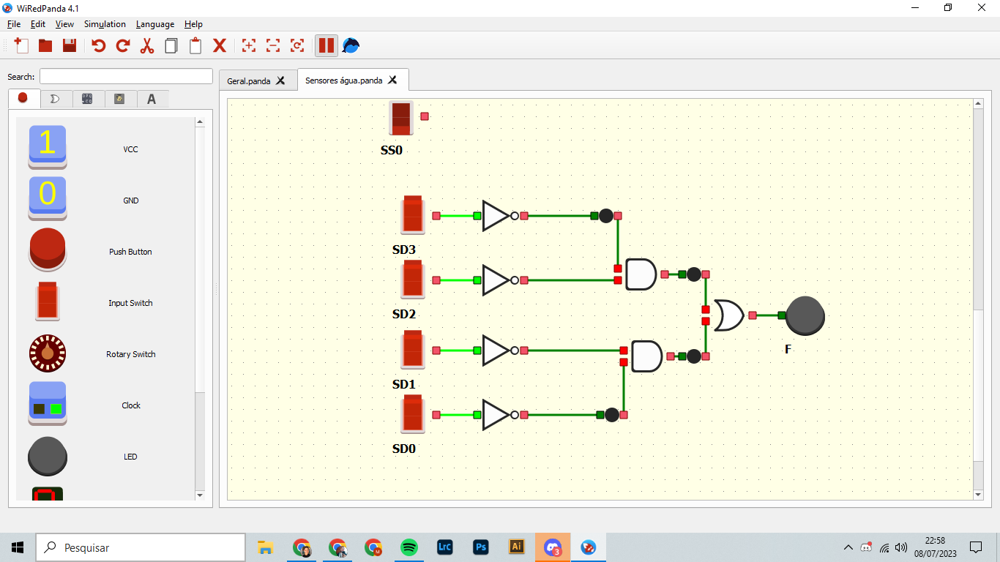 WiRedPanda 4.1
File Edit View Simulation Language Help
Search:
Geral.panda
Sensores água.panda
A
1
VCC
0
GND
Push Button
Input Switch
Rotary Switch
Clock
LED
SS0
SD3
SD2
SD1
SD0
F
Pesquisar
M
LrC
Ps
Ai
3
22:58
08/07/2023